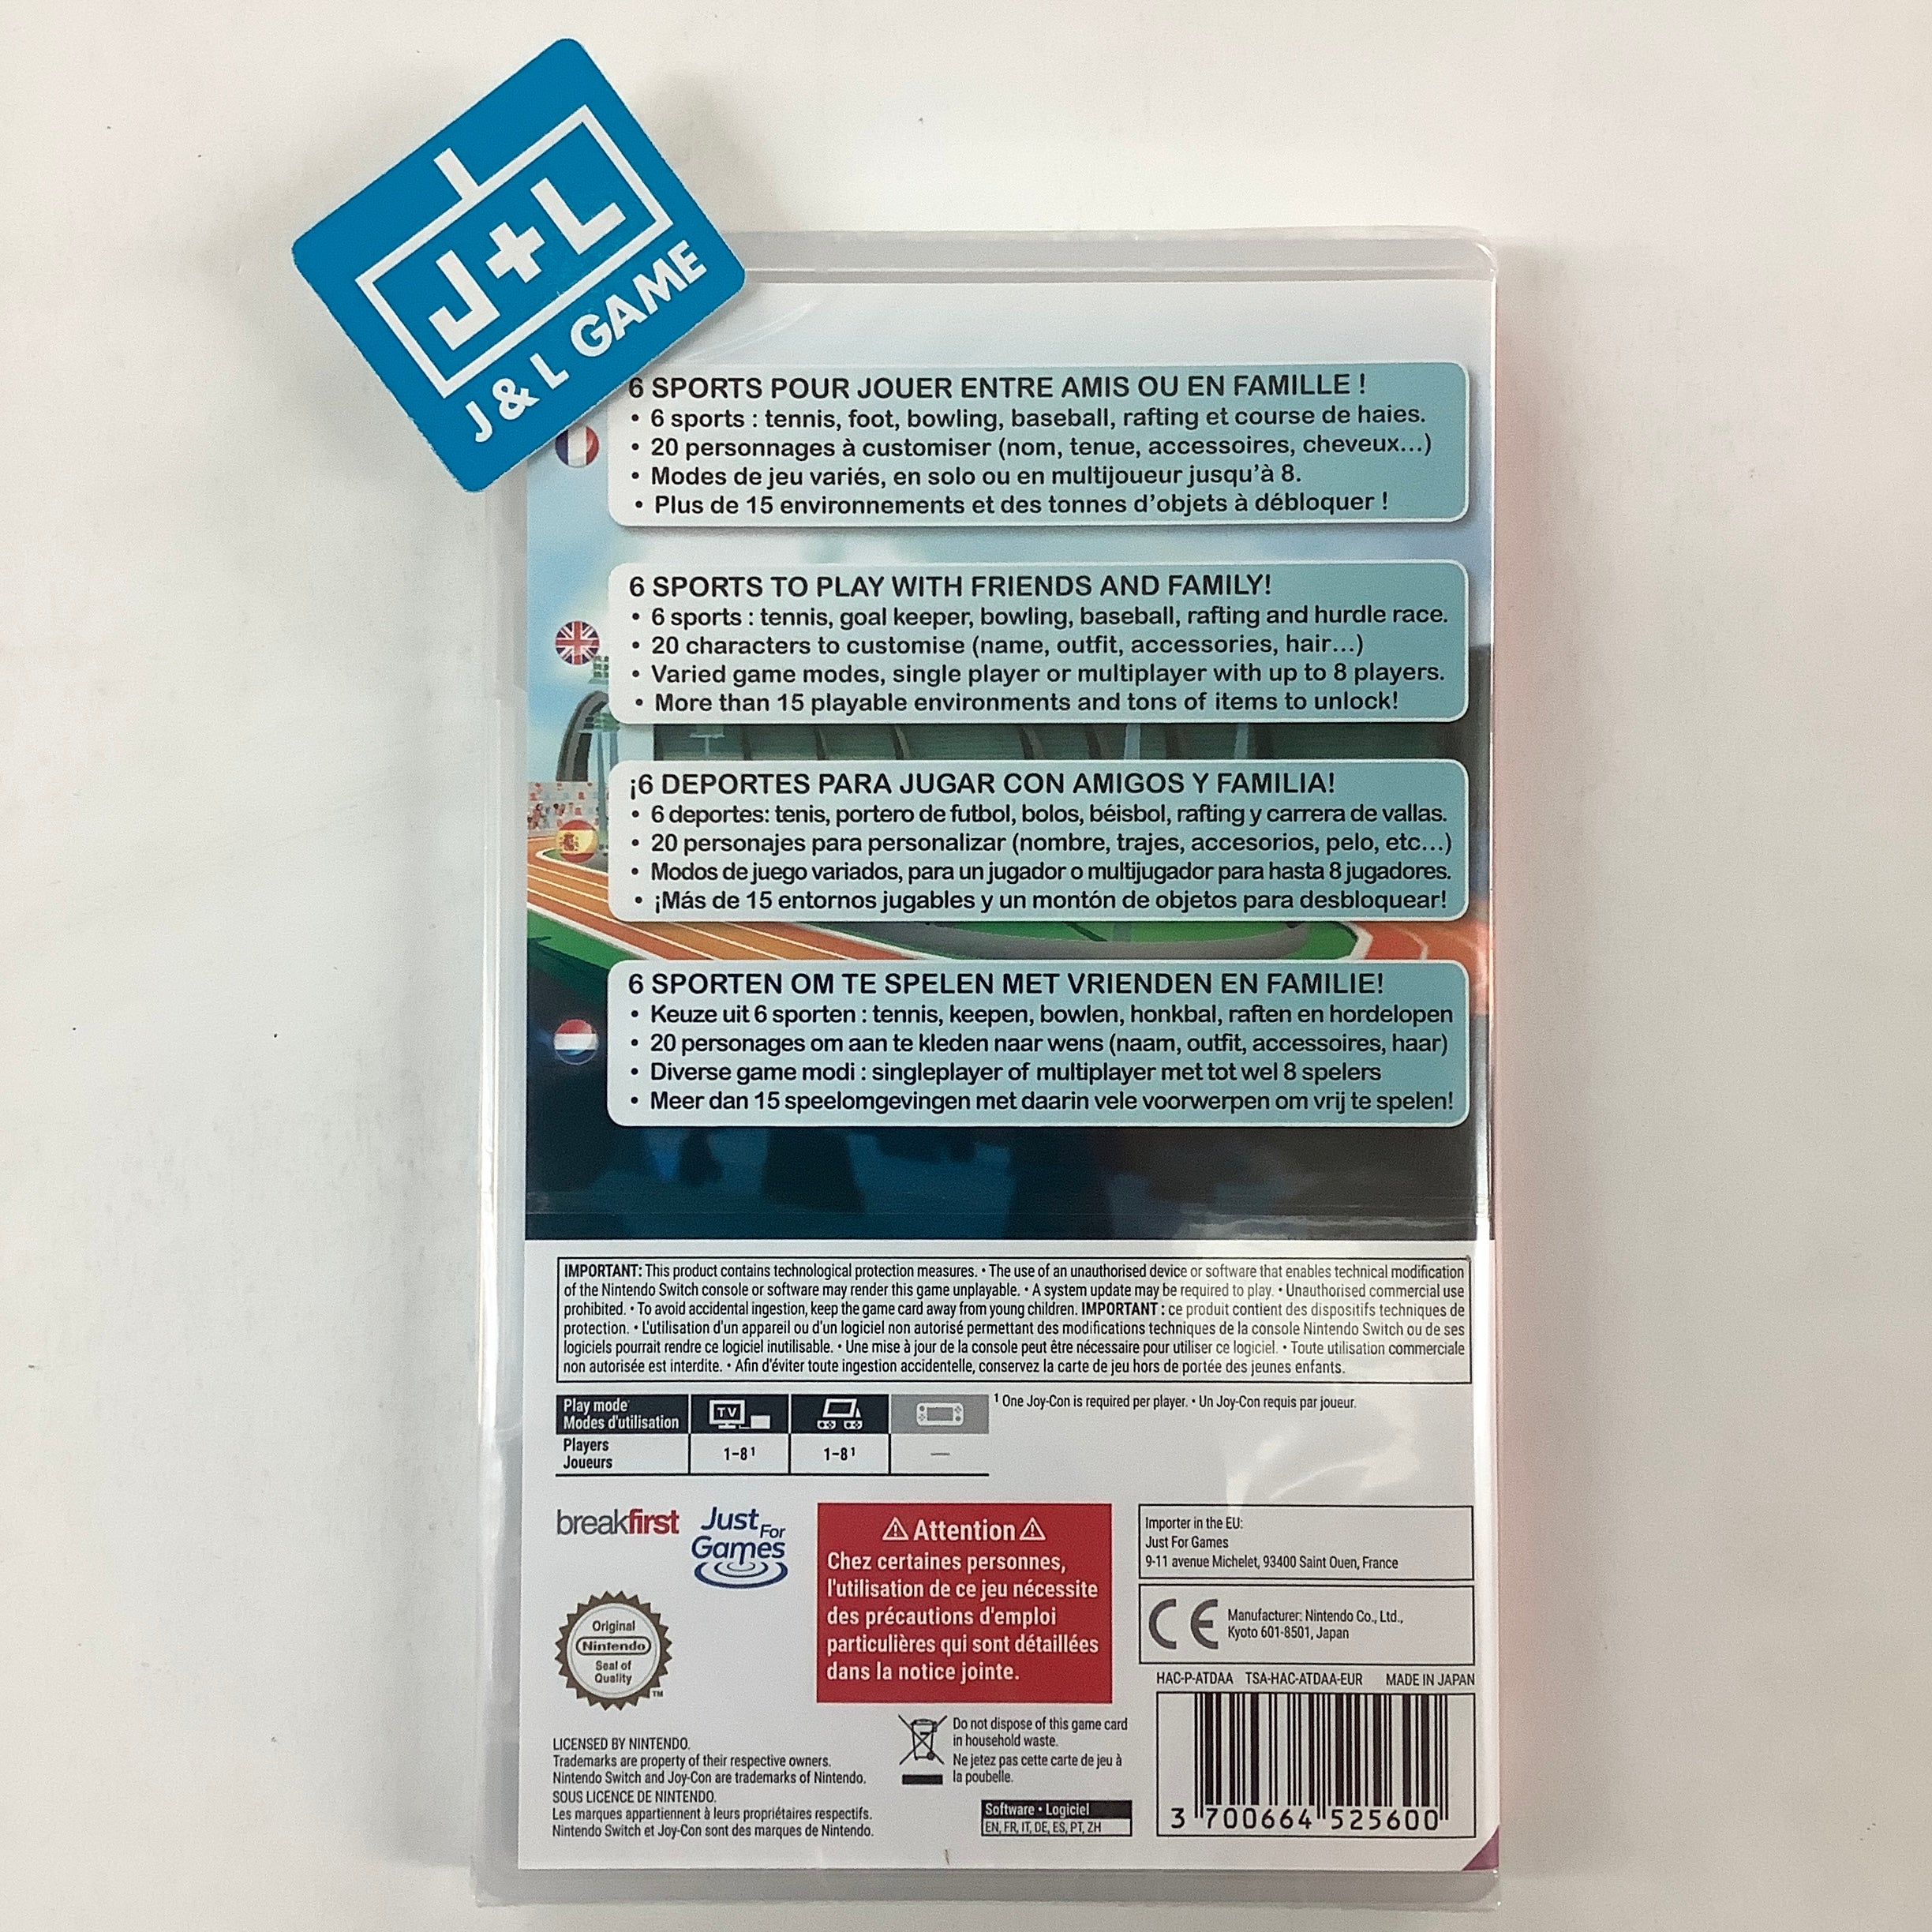 J+L
J & L GAME
6 SPORTS POUR JOUER ENTRE AMIS OU EN FAMILLE !
• 6 sports : tennis, foot, bowling, baseball, rafting et course de haies.
• 20 personnages à customiser (nom, tenue, accessoires, cheveux...)
• Modes de jeu variés, en solo ou en multijoueur jusqu'à 8.
• Plus de 15 environnements et des tonnes d'objets à débloquer !
6 SPORTS TO PLAY WITH FRIENDS AND FAMILY!
• 6 sports : tennis, goal keeper, bowling, baseball, rafting and hurdle race.
• 20 characters to customise (name, outfit, accessories, hair...)
• Varied game modes, single player or multiplayer with up to 8 players.
• More than 15 playable environments and tons of items to unlock!
¡6 DEPORTES PARA JUGAR CON AMIGOS Y FAMILIA!
• 6 deportes: tenis, portero de futbol, bolos, béisbol, rafting y carrera de vallas.
• 20 personajes para personalizar (nombre, trajes, accesorios, pelo, etc...)
• Modos de juego variados, para un jugador o multijugador para hasta 8 jugadores.
• ¡Más de 15 entornos jugables y un montón de objetos para desbloquear!
6 SPORTEN OM TE SPELEN MET VRIENDEN EN FAMILIE!
• Keuze uit 6 sporten : tennis, keepen, bowlen, honkbal, raften en hordelopen
• 20 personages om aan te kleden naar wens (naam, outfit, accessoires, haar)
• Diverse game modi : singleplayer of multiplayer met tot wel 8 spelers
• Meer dan 15 speelomgevingen met daarin vele voorwerpen om vrij te spelen!
IMPORTANT: This product contains technological protection measures. • The use of an unauthorised device or software that enables technical modification
of the Nintendo Switch console or software may render this game unplayable. • A system update may be required to play. • Unauthorised commercial use
prohibited. • To avoid accidental ingestion, keep the game card away from young children. IMPORTANT : ce produit contient des dispositifs techniques de
protection. • L'utilisation d'un appareil ou d'un logiciel non autorisé permettant des modifications techniques de la console Nintendo Switch ou de ses
logiciels pourrait rendre ce logiciel inutilisable. • Une mise à jour de la console peut être nécessaire pour utiliser ce logiciel. • Toute utilisation commerciale
non autorisée est interdite. • Afin d'éviter toute ingestion accidentelle, conservez la carte de jeu hors de portée des jeunes enfants.
Play mode
Modes d'utilisation
TV
¹ One Joy-Con is required per player. • Un Joy-Con requis par joueur.
Players
Joueurs
1–8¹ 1–8¹ —
breakfirst
Just For
Games
⚠ Attention ⚠
Chez certaines personnes,
l'utilisation de ce jeu nécessite
des précautions d'emploi
particulières qui sont détaillées
dans la notice jointe.
Importer in the EU:
Just For Games
9-11 avenue Michelet, 93400 Saint Ouen, France
CE
Manufacturer: Nintendo Co., Ltd.,
Kyoto 601-8501, Japan
Original
Nintendo
Seal of
Quality
TM
HAC-P-ATDAA TSA-HAC-ATDAA-EUR MADE IN JAPAN
LICENSED BY NINTENDO.
Trademarks are property of their respective owners.
Nintendo Switch and Joy-Con are trademarks of Nintendo.
SOUS LICENCE DE NINTENDO.
Les marques appartiennent à leurs propriétaires respectifs.
Nintendo Switch et Joy-Con sont des marques de Nintendo.
Do not dispose of this game card
in household waste.
Ne jetez pas cette carte de jeu à
la poubelle.
Software • Logiciel
EN, FR, IT, DE, ES, PT, ZH
3 700664 525600